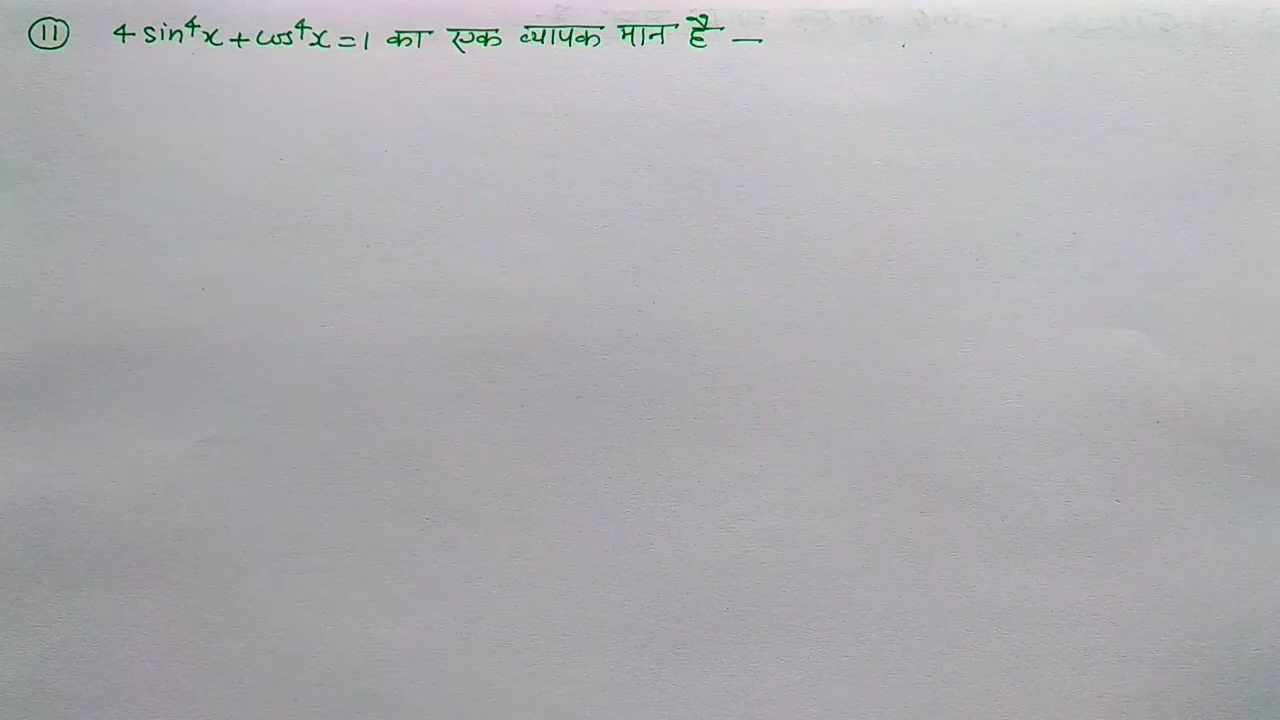 11 4 sin⁴x + cos⁴x = 1 का एक व्यापक मान है —